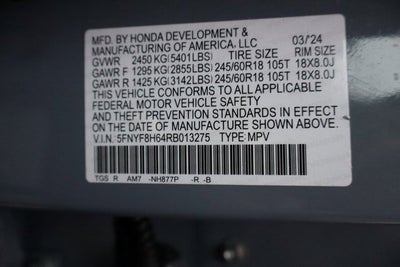 MFD. BY HONDA DEVELOPMENT &
MANUFACTURING OF AMERICA, LLC 03/24
GVWR 2450 KG(5401LBS) TIRE SIZE RIM SIZE
GAWR F 1295 KG(2855LBS) 245/60R18 105T 18X8.0J
GAWR R 1425 KG(3142LBS) 245/60R18 105T 18X8.0J
THIS VEHICLE CONFORMS TO ALL APPLICABLE
FEDERAL MOTOR VEHICLE SAFETY
AND THEFT PREVENTION STANDARDS IN EFFECT ON
THE DATE OF MANUFACTURE SHOWN ABOVE.
V.I.N. 5FNYF8H64RB013275 TYPE:MPV
TGS R AM7 -NH877P -R -B